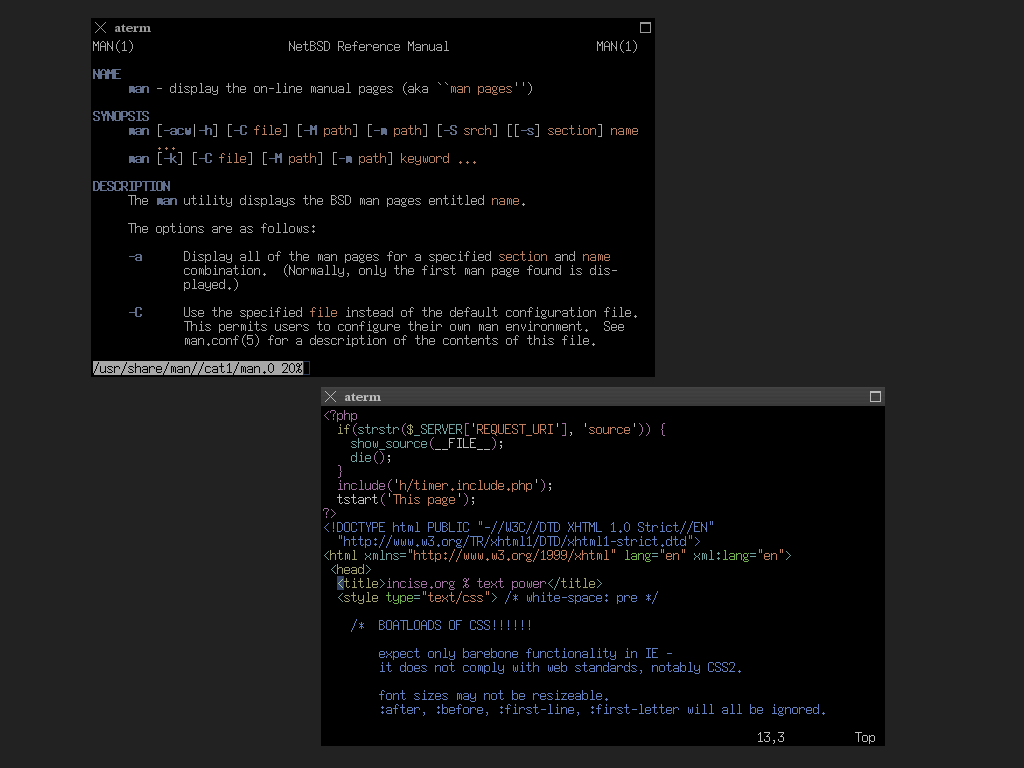 aterm
MAN(1) NetBSD Reference Manual MAN(1)
NAME
man - display the on-line manual pages (aka ``man pages'')
SYNOPSIS
man [-acw|-h] [-C file] [-M path] [-m path] [-S srch] [[-s] section] name
...
man [-k] [-C file] [-M path] [-m path] keyword ...
DESCRIPTION
The man utility displays the BSD man pages entitled name.
The options are as follows:
-a Display all of the man pages for a specified section and name
combination. (Normally, only the first man page found is dis-
played.)
-C Use the specified file instead of the default configuration file.
This permits users to configure their own man environment. See
man.conf(5) for a description of the contents of this file.
/usr/share/man//cat1/man.0 20%
aterm
<?php
if(strstr($_SERVER['REQUEST_URI'], 'source')) {
show_source(__FILE__);
die();
}
include('h/timer.include.php');
tstart('This page');
?>
<!DOCTYPE html PUBLIC "-//W3C//DTD XHTML 1.0 Strict//EN"
"http://www.w3.org/TR/xhtml1/DTD/xhtml1-strict.dtd">
<html xmlns="http://www.w3.org/1999/xhtml" lang="en" xml:lang="en">
<head>
<title>incise.org % text power</title>
<style type="text/css"> /* white-space: pre */
/* BOATLOADS OF CSS!!!!!!
expect only barebone functionality in IE -
it does not comply with web standards, notably CSS2.
font sizes may not be resizeable.
:after, :before, :first-line, :first-letter will all be ignored.
13,3 Top